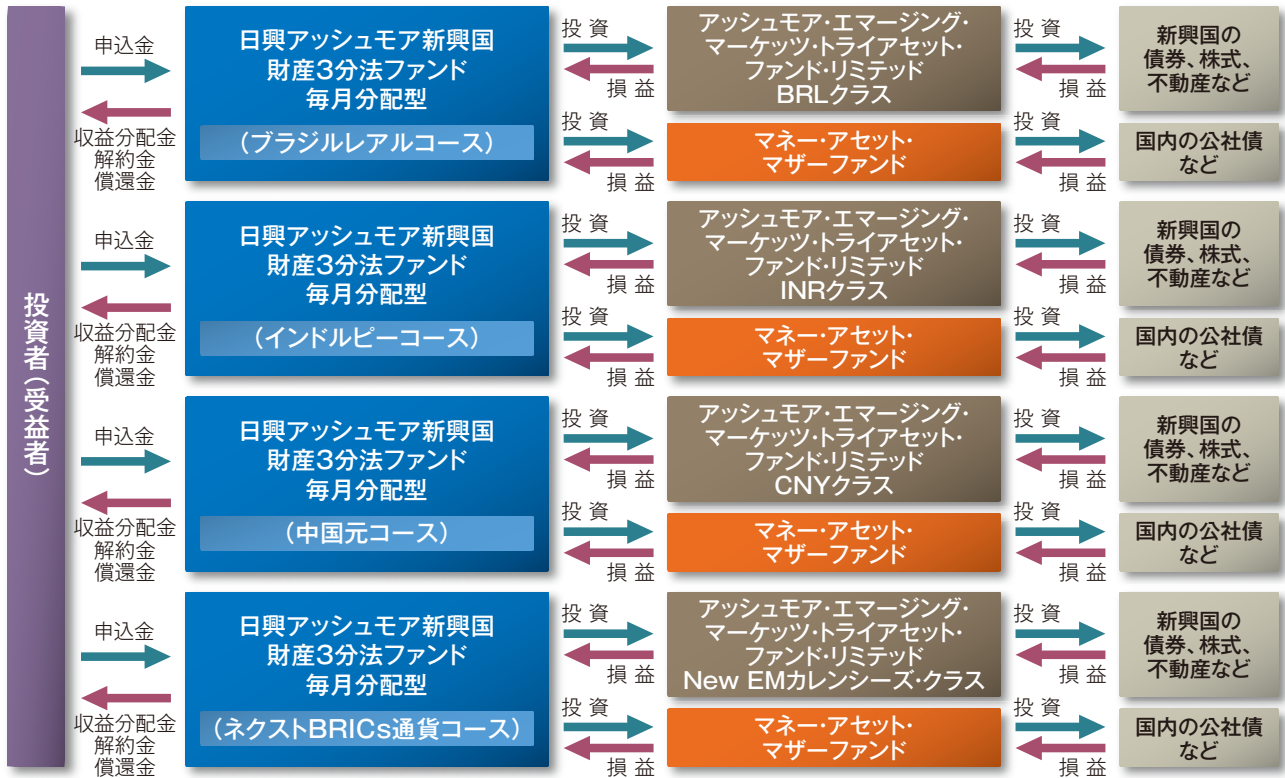 投資者（受益者）
申込金
収益分配金
解約金
償還金
日興アッシュモア新興国
財産3分法ファンド
毎月分配型
（ブラジルレアルコース）
投資
損益
アッシュモア・エマージング・
マーケッツ・トライアセット・
ファンド・リミテッド
BRLクラス
投資
損益
新興国の
債券、株式、
不動産など
投資
損益
マネー・アセット・
マザーファンド
投資
損益
国内の公社債
など
申込金
収益分配金
解約金
償還金
日興アッシュモア新興国
財産3分法ファンド
毎月分配型
（インドルピーコース）
投資
損益
アッシュモア・エマージング・
マーケッツ・トライアセット・
ファンド・リミテッド
INRクラス
投資
損益
新興国の
債券、株式、
不動産など
投資
損益
マネー・アセット・
マザーファンド
投資
損益
国内の公社債
など
申込金
収益分配金
解約金
償還金
日興アッシュモア新興国
財産3分法ファンド
毎月分配型
（中国元コース）
投資
損益
アッシュモア・エマージング・
マーケッツ・トライアセット・
ファンド・リミテッド
CNYクラス
投資
損益
新興国の
債券、株式、
不動産など
投資
損益
マネー・アセット・
マザーファンド
投資
損益
国内の公社債
など
申込金
収益分配金
解約金
償還金
日興アッシュモア新興国
財産3分法ファンド
毎月分配型
（ネクストBRICs通貨コース）
投資
損益
アッシュモア・エマージング・
マーケッツ・トライアセット・
ファンド・リミテッド
New EMカレンシーズ・クラス
投資
損益
新興国の
債券、株式、
不動産など
投資
損益
マネー・アセット・
マザーファンド
投資
損益
国内の公社債
など